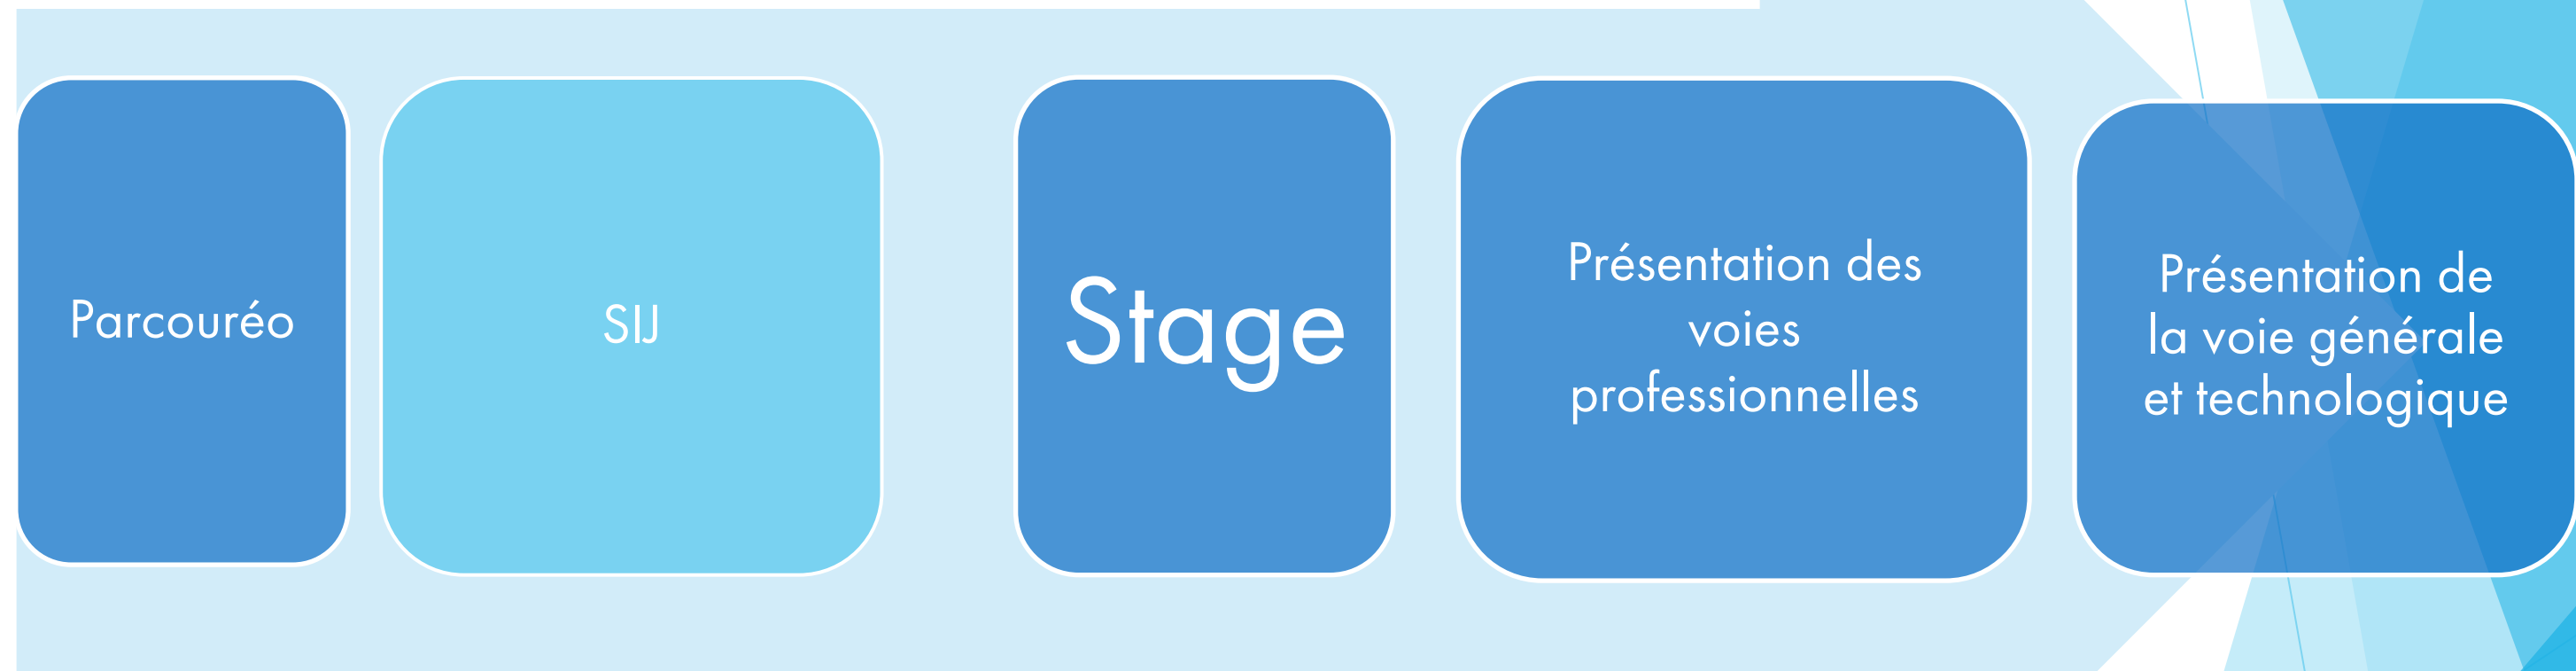 Parcouréo
SIJ
Stage
Présentation des
voies
professionnelles
Présentation de
la voie générale
et technologique